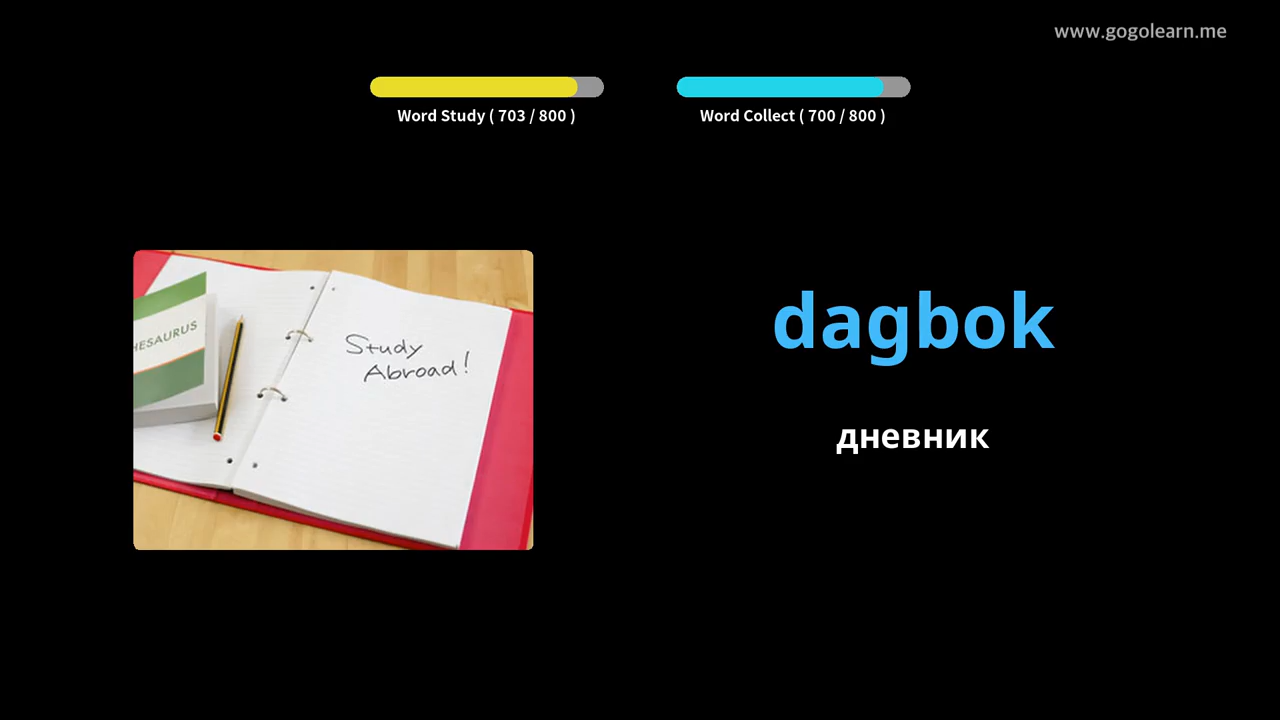 www.gogolearn.me
Word Study ( 703 / 800 )
Word Collect ( 700 / 800 )
HESAURUS
Study
Abroad!
dagbok
дневник